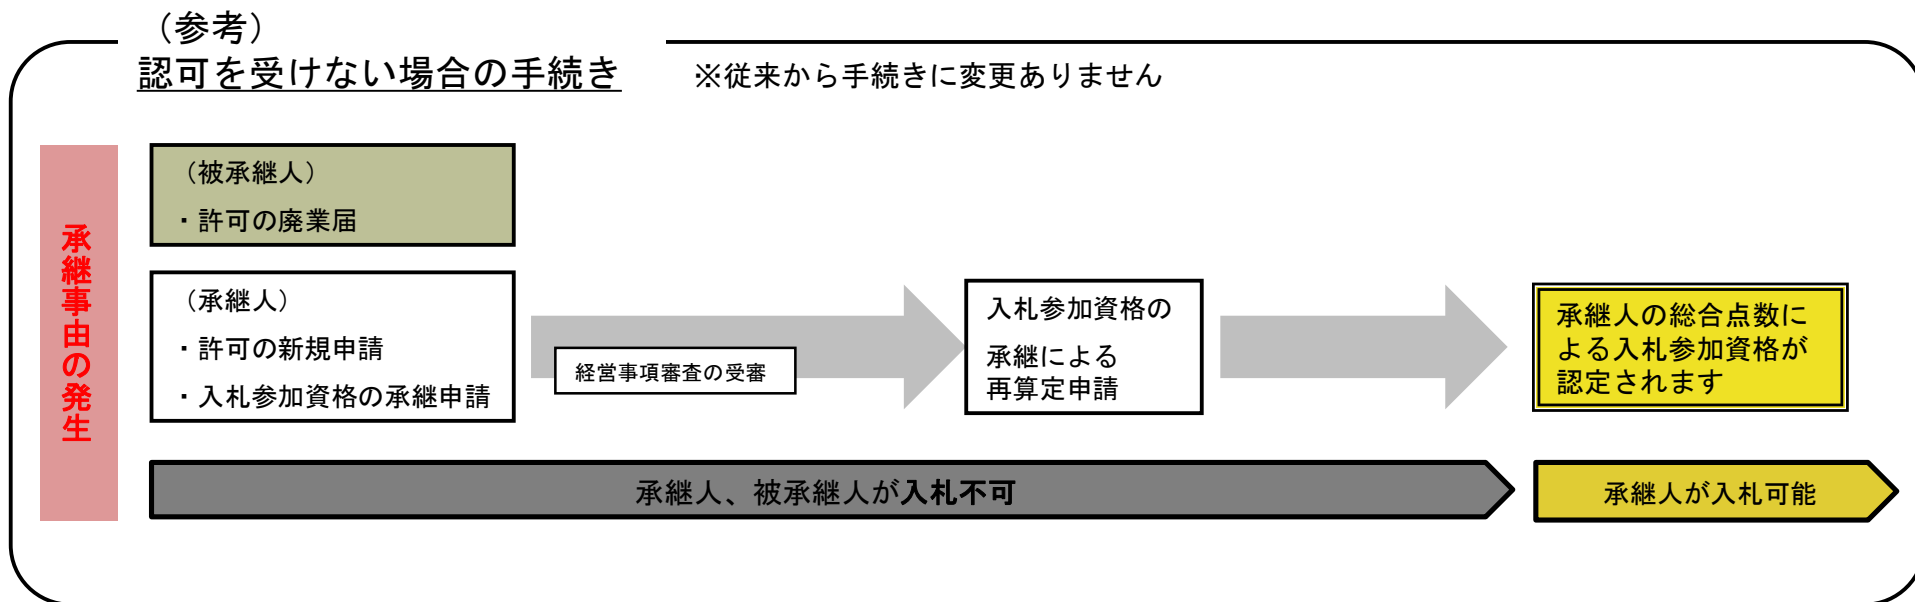 （参考）
認可を受けない場合の手続き
※従来から手続きに変更ありません
承継事由の発生
（被承継人）
・許可の廃業届
（承継人）
・許可の新規申請
・入札参加資格の承継申請
経営事項審査の受審
入札参加資格の
承継による
再算定申請
承継人の総合点数に
よる入札参加資格が
認定されます
承継人、被承継人が入札不可
承継人が入札可能